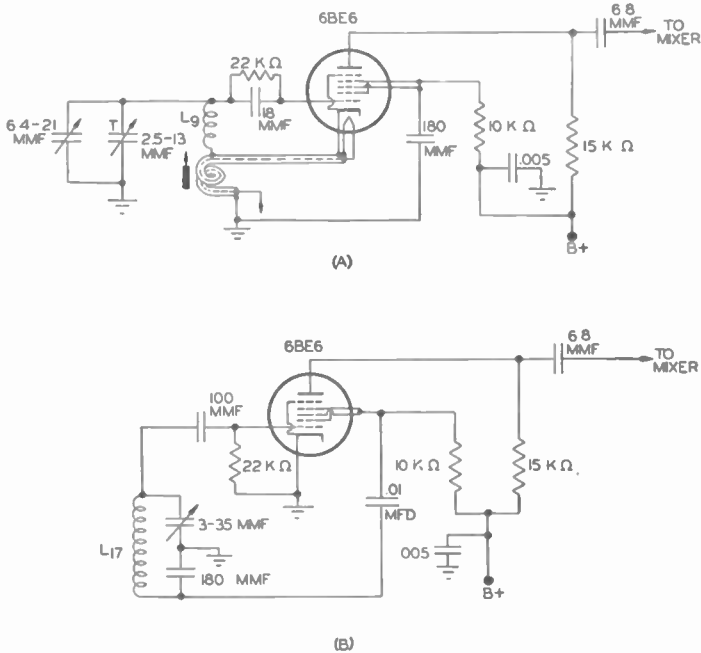 6BE6
6.8
MMF
TO
MIXER
22 K Ω
6.4-21
MMF
T
2.5-13
MMF
L9
18
MMF
180
MMF
10 K Ω
.005
15 K Ω
B+
(A)
6BE6
68
MMF
TO
MIXER
100
MMF
22 K Ω
10 K Ω
15 K Ω
.01
MFD
L17
3-35 MMF
180 MMF
005
B+
(B)